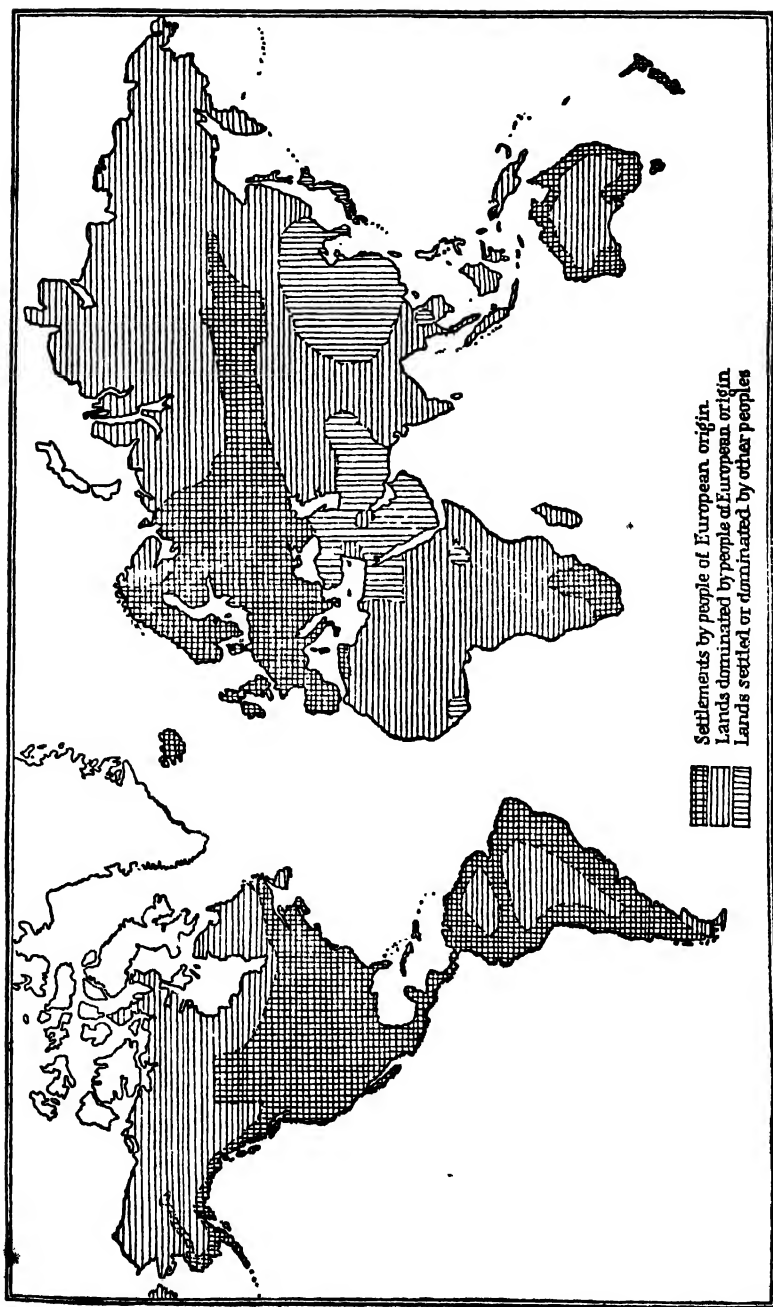 Settlements by people of European origin.
Lands dominated by people of European origin.
Lands settled or dominated by other peoples